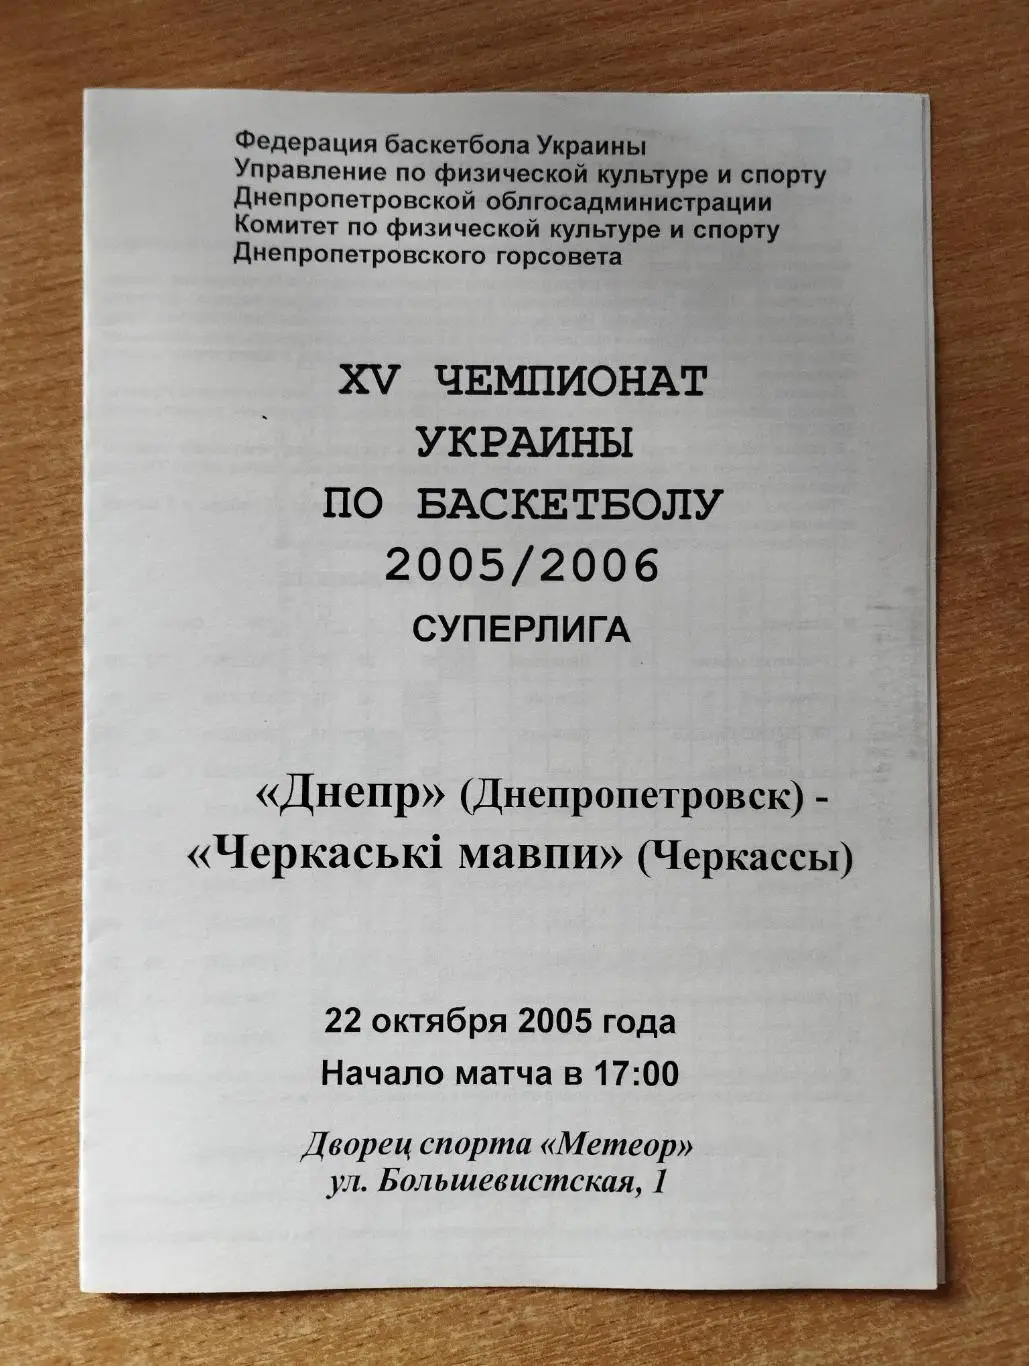 Федерация баскетбола Украины
Управление по физической культуре и спорту
Днепропетровской облгосадминистрации
Комитет по физической культуре и спорту
Днепропетровского горсовета
XV ЧЕМПИОНАТ
УКРАИНЫ
ПО БАСКЕТБОЛУ
2005/2006
СУПЕРЛИГА
«Днепр» (Днепропетровск) -
«Черкаські мавпи» (Черкассы)
22 октября 2005 года
Начало матча в 17:00
Дворец спорта «Метеор»
ул. Большевистская, 1